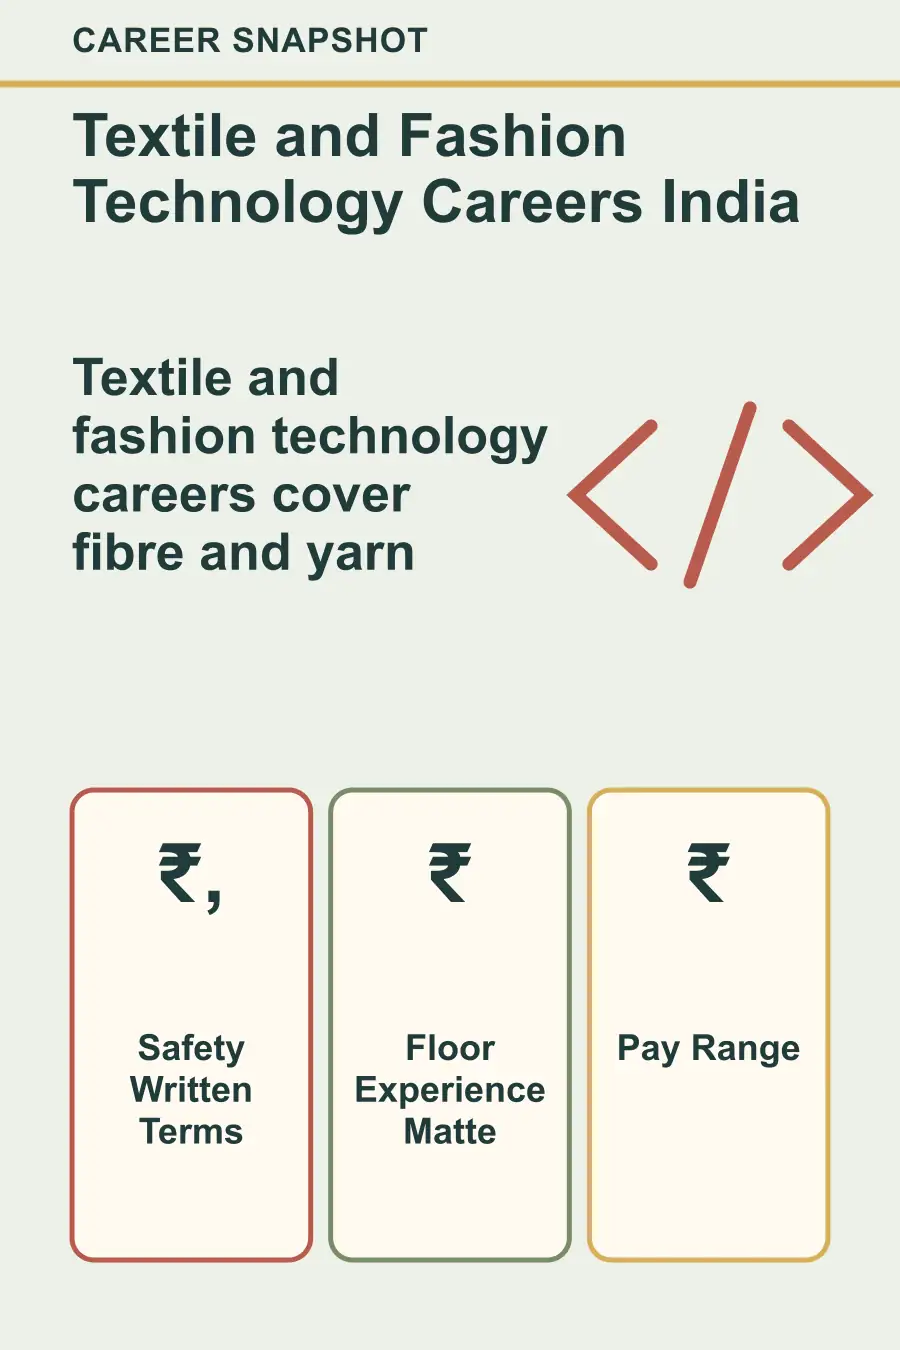 CAREER SNAPSHOT
Textile and Fashion
Technology Careers India
Textile and
fashion technology
careers cover
fibre and yarn
</>
₹,
Safety
Written
Terms
₹
Floor
Experience
Matte
₹
Pay Range